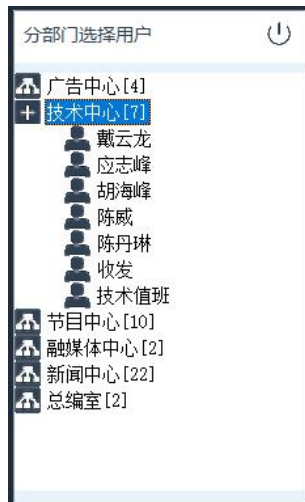 分部门选择用户
广告中心[4]
技术中心[7]
戴云龙
应志峰
胡海峰
陈威
陈丹琳
收发
技术值班
节目中心[10]
融媒体中心[2]
新闻中心[22]
总编室[2]